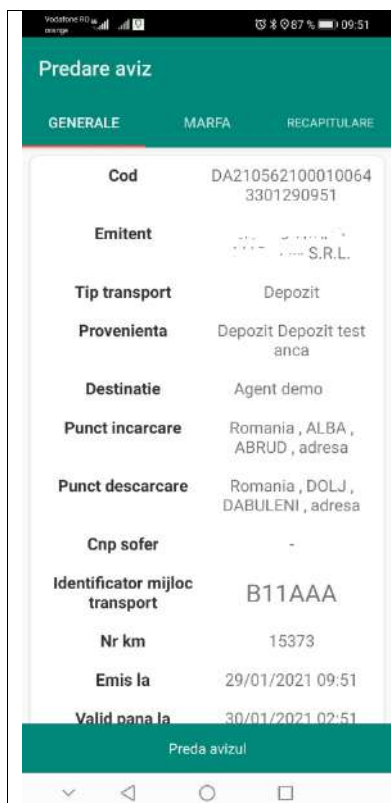 Vodafone RO
orange
87 % 09:51
Predare aviz
GENERALE MARFA RECAPITULARE
Cod DA210562100010064
3301290951
Emitent
S.R.L.
Tip transport Depozit
Provenienta Depozit Depozit test
anca
Destinatie Agent demo
Punct incarcare Romania , ALBA ,
ABRUD , adresa
Punct descarcare Romania , DOLJ ,
DABULENI , adresa
Cnp sofer -
Identificator mijloc
transport B11AAA
Nr km 15373
Emis la 29/01/2021 09:51
Valid pana la 30/01/2021 02:51
Preda avizul